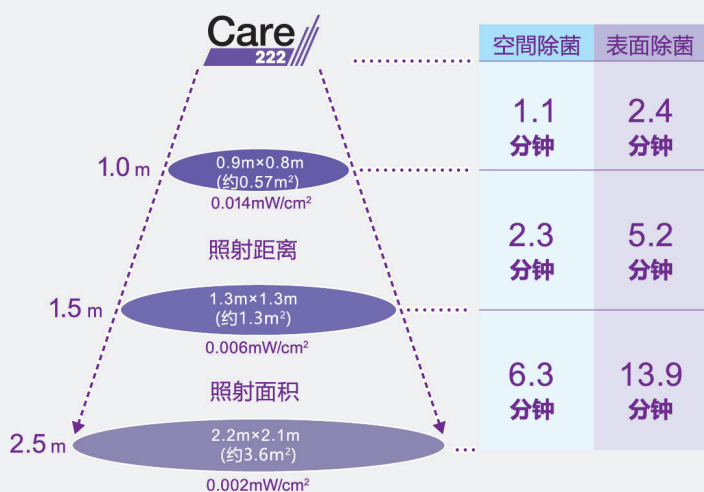 Care
222
空間除菌
表面除菌
1.1
分钟
2.4
分钟
1.0 m
0.9m×0.8m
(约0.57m²)
0.014mW/cm²
照射距离
2.3
分钟
5.2
分钟
1.5 m
1.3m×1.3m
(约1.3m²)
0.006mW/cm²
照射面积
6.3
分钟
13.9
分钟
2.5 m
2.2m×2.1m
(约3.6m²)
0.002mW/cm²